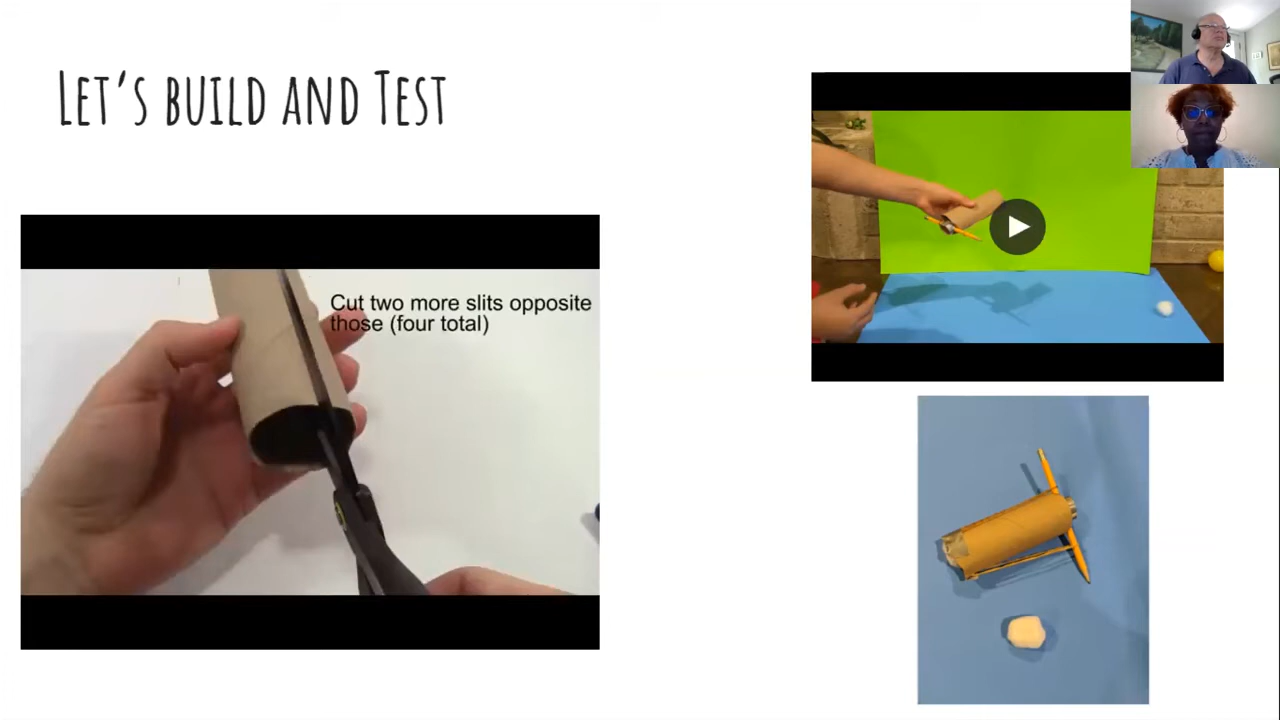 Let's build and Test
Cut two more slits opposite
those (four total)